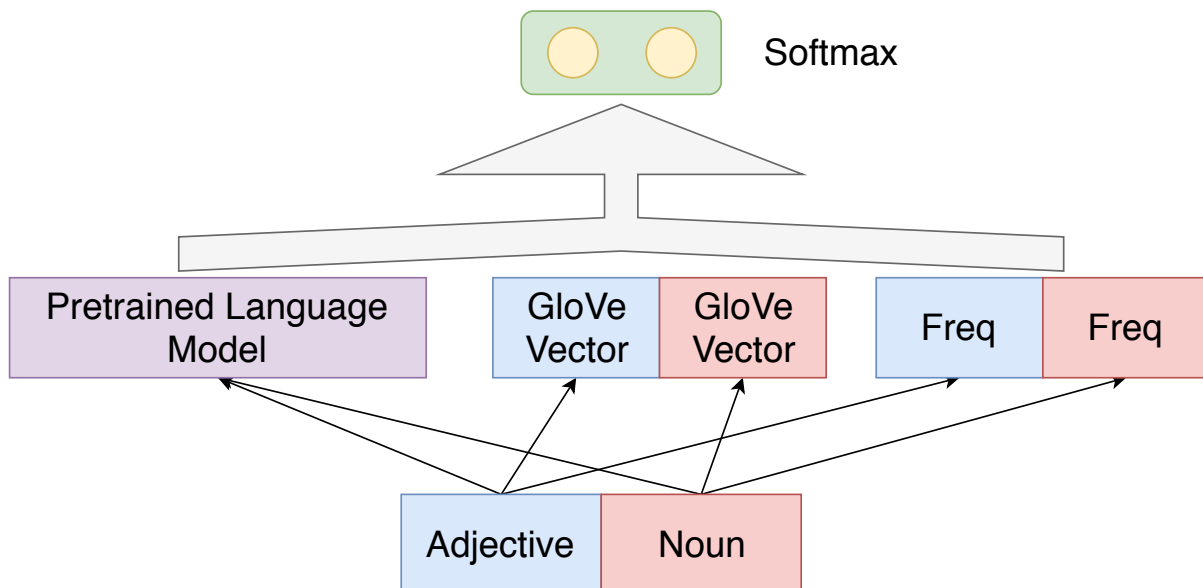 Softmax
Pretrained Language
Model
GloVe
Vector
GloVe
Vector
Freq
Freq
Adjective
Noun